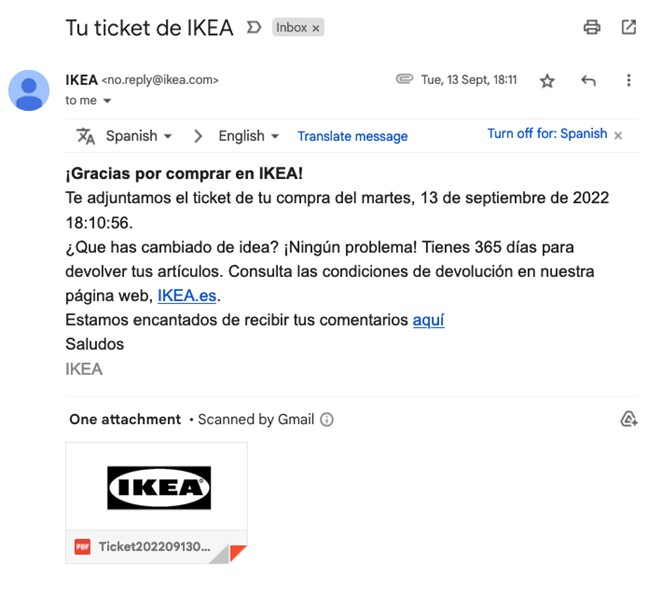 Tu ticket de IKEA Inbox ×
IKEA <no.reply@ikea.com> Tue, 13 Sept, 18:11
to me
Spanish > English Translate message Turn off for: Spanish ×
¡Gracias por comprar en IKEA!
Te adjuntamos el ticket de tu compra del martes, 13 de septiembre de 2022
18:10:56.
¿Que has cambiado de idea? ¡Ningún problema! Tienes 365 días para
devolver tus artículos. Consulta las condiciones de devolución en nuestra
página web, IKEA.es.
Estamos encantados de recibir tus comentarios aquí
Saludos
IKEA
One attachment • Scanned by Gmail
IKEA
PDF Ticket202209130...